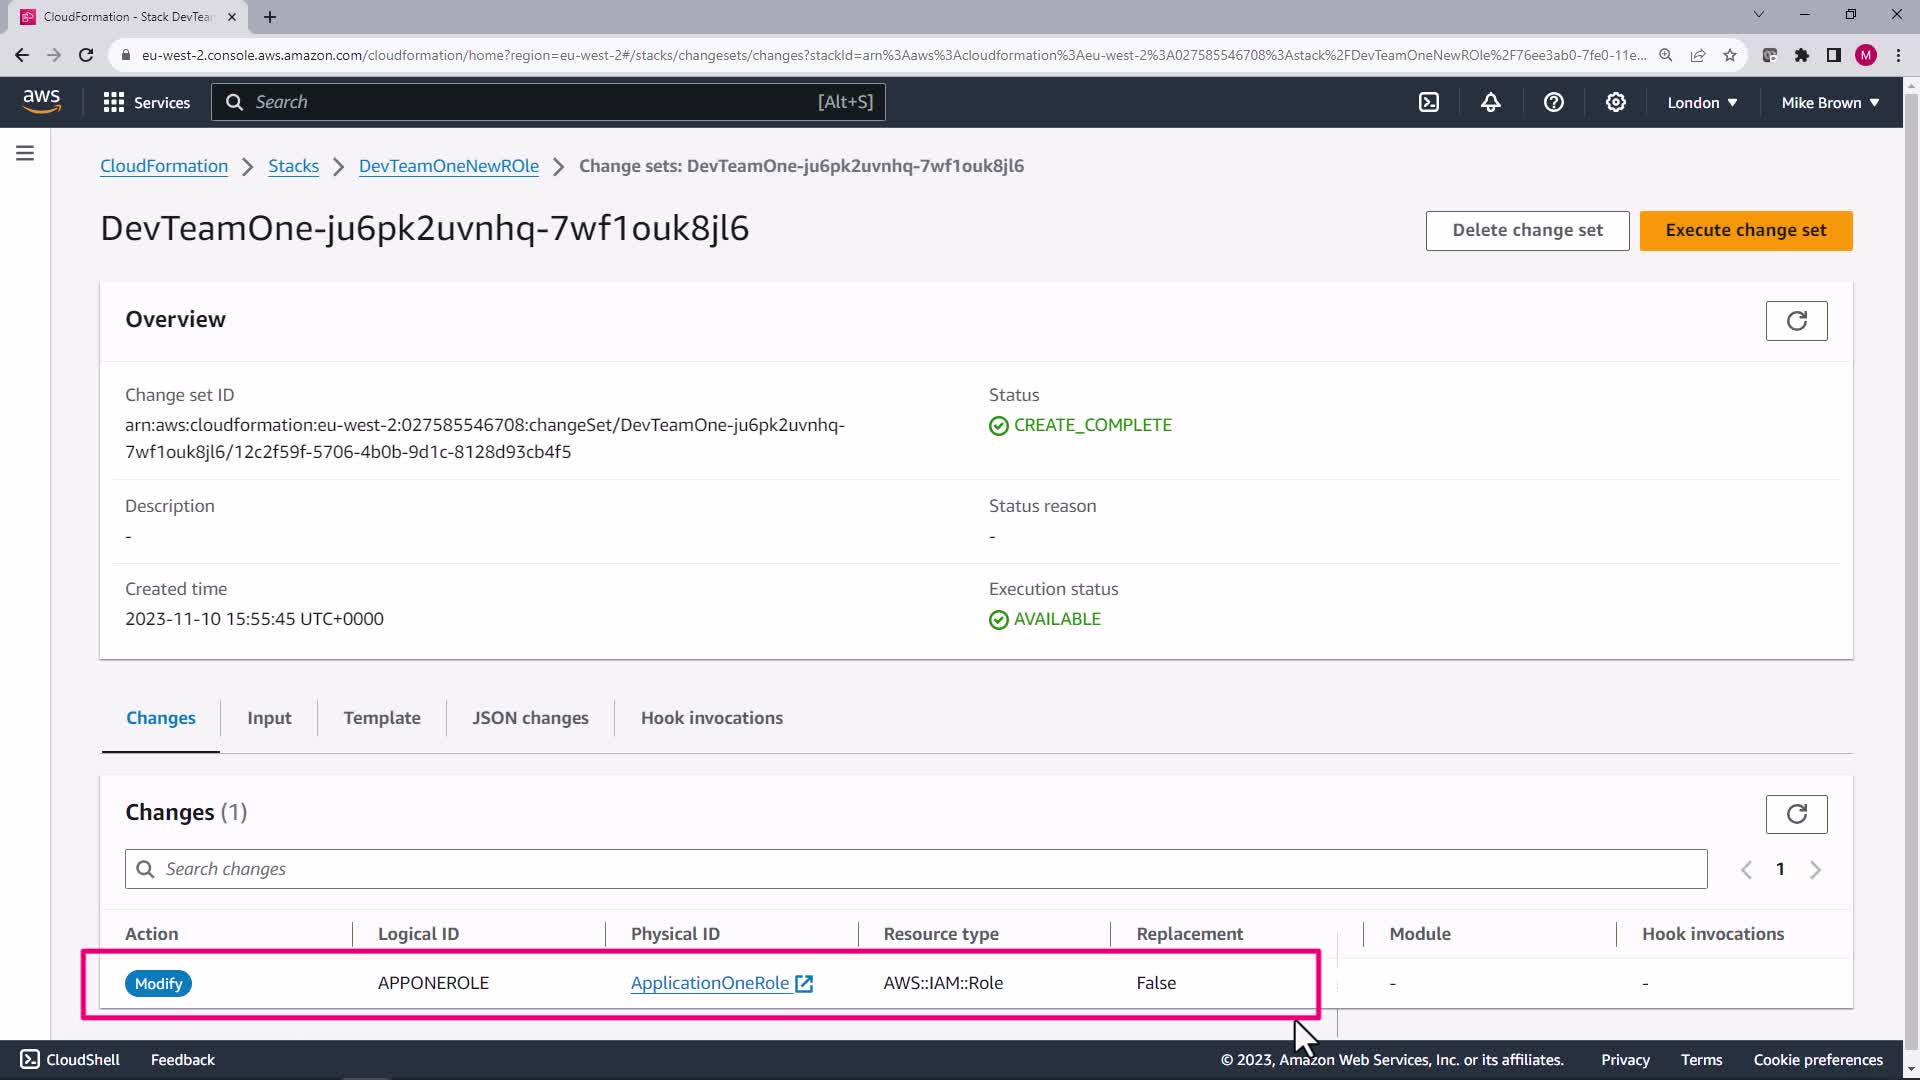 CloudFormation - Stack DevTear
eu-west-2.console.aws.amazon.com/cloudformation/home?region=eu-west-2#/stacks/changesets/changes?stackId=arn%3Aaws%3Acloudformation%3Aeu-west-2%3A027585546708%3Astack%2FDevTeamOneNewROle%2F76ee3ab0-7fe0-11e...
M
aws
Services
Search
[Alt+S]
London
Mike Brown
CloudFormation
Stacks
DevTeamOneNewROle
Change sets: DevTeamOne-ju6pk2uvnhq-7wf1ouk8jl6
DevTeamOne-ju6pk2uvnhq-7wf1ouk8jl6
Delete change set
Execute change set
Overview
Change set ID
arn:aws:cloudformation:eu-west-2:027585546708:changeSet/DevTeamOne-ju6pk2uvnhq-
7wf1ouk8jl6/12c2f59f-5706-4b0b-9d1c-8128d93cb4f5
Status
CREATE_COMPLETE
Description
-
Status reason
-
Created time
2023-11-10 15:55:45 UTC+0000
Execution status
AVAILABLE
Changes
Input
Template
JSON changes
Hook invocations
Changes (1)
Search changes
1
Action
Logical ID
Physical ID
Resource type
Replacement
Module
Hook invocations
Modify
APPONEROLE
ApplicationOneRole
AWS::IAM::Role
False
-
-
CloudShell
Feedback
© 2023, Amazon Web Services, Inc. or its affiliates.
Privacy
Terms
Cookie preferences